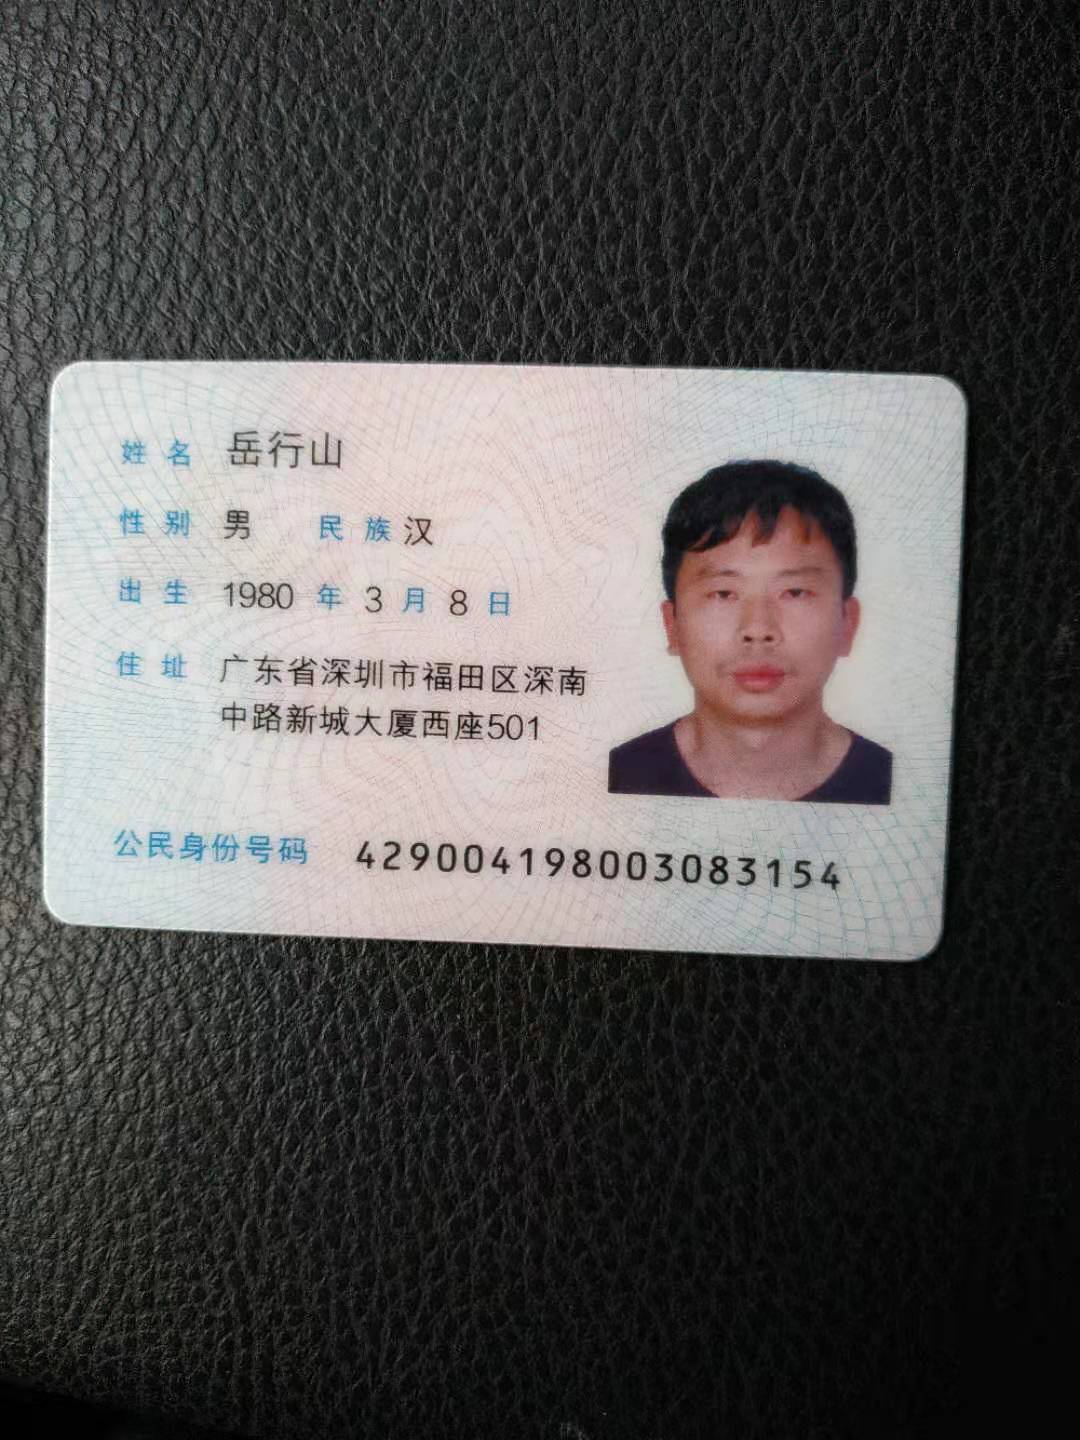 姓名 岳行山
性别 男 民族 汉
出生 1980 年 3 月 8 日
住址 广东省深圳市福田区深南
中路新城大厦西座501
公民身份号码 429004198003083154